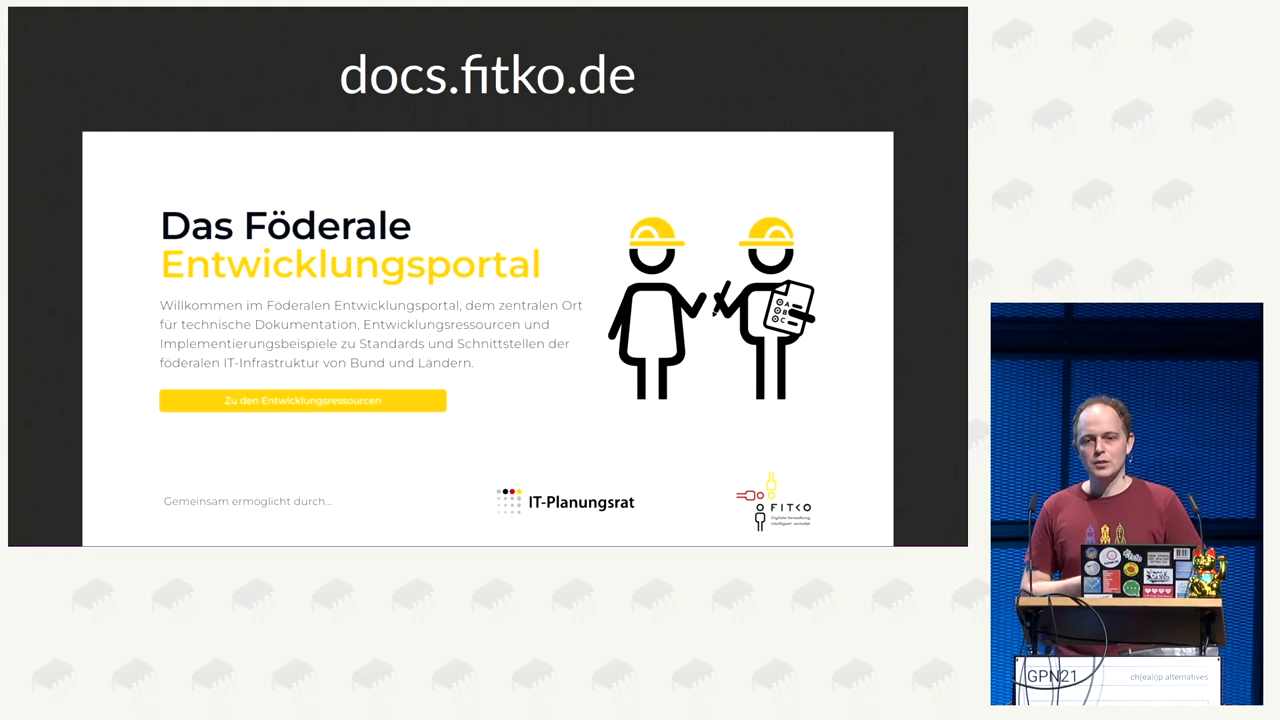 docs.fitko.de
Das Föderale
Entwicklungsportal
Willkommen im Föderalen Entwicklungsportal, dem zentralen Ort
für technische Dokumentation, Entwicklungsressourcen und
Implementierungsbeispiele zu Standards und Schnittstellen der
föderalen IT-Infrastruktur von Bund und Ländern.
Zu den Entwicklungsressourcen
A
B
C
Gemeinsam ermöglicht durch...
IT-Planungsrat
FITKO
Digitale Verwaltung.
Intelligent vernetzt.
GPN21
ch(ea)i)p alternatives